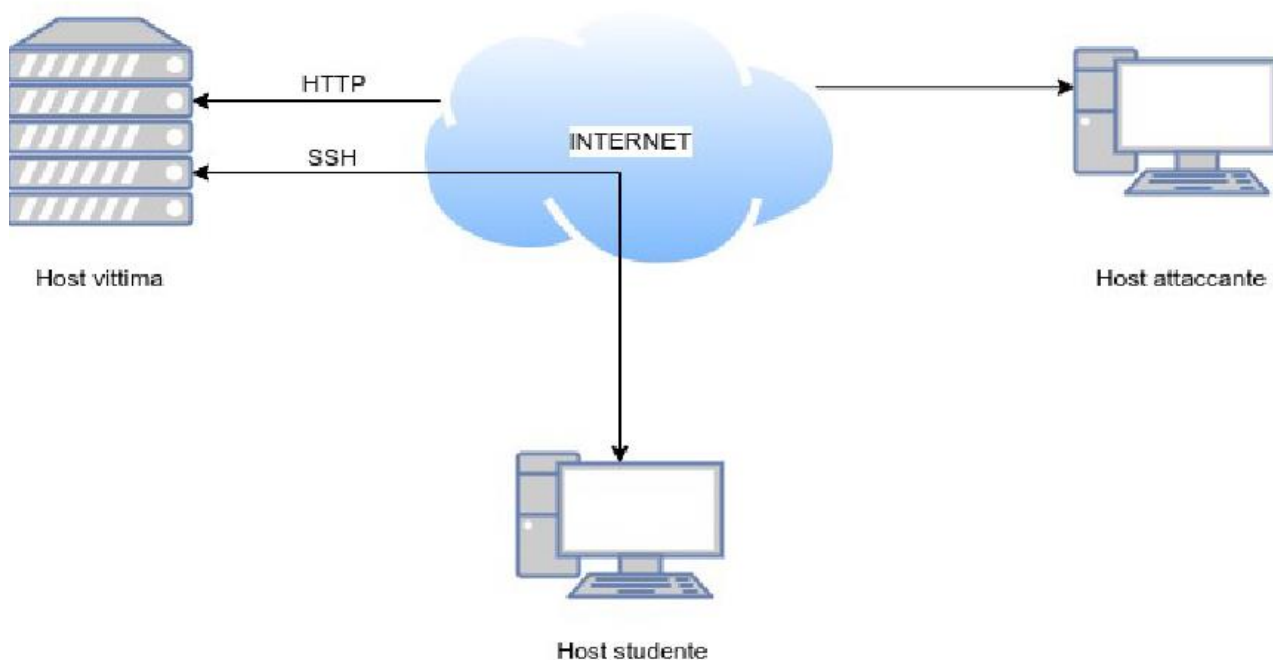 HTTP
INTERNET
SSH
Host vittima
Host attaccante
Host studente